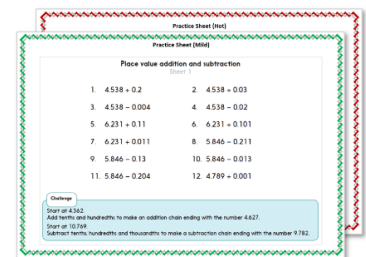 Practice Sheet (Hot)
Practice Sheet (Mild)
Place value addition and subtraction
Sheet 1
1. 4.538 + 0.2
2. 4.538 + 0.03
3. 4.538 – 0.004
4. 4.538 – 0.02
5. 6.231 + 0.11
6. 6.231 + 0.101
7. 6.231 + 0.011
8. 5.846 – 0.211
9. 5.846 – 0.13
10. 5.846 – 0.013
11. 5.846 – 0.204
12. 4.789 + 0.001
Challenge
Start at 4.362.
Add tenths and hundredths to make an addition chain ending with the number 4.627.
Start at 10.769.
Subtract tenths, hundredths and thousandths to make a subtraction chain ending with the number 9.782.